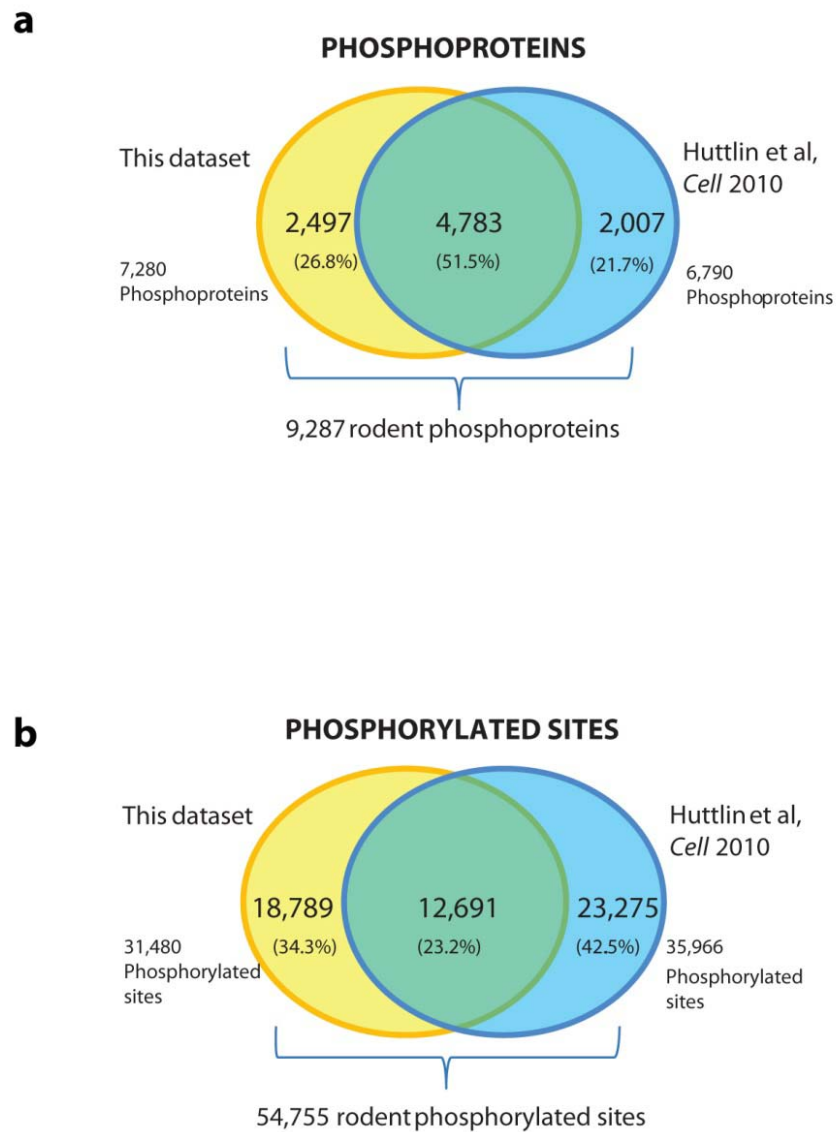 a
PHOSPHOPROTEINS
This dataset
7,280
Phosphoproteins
2,497
(26.8%)
4,783
(51.5%)
2,007
(21.7%)
Huttlin et al,
Cell 2010
6,790
Phosphoproteins
9,287 rodent phosphoproteins
b
PHOSPHORYLATED SITES
This dataset
31,480
Phosphorylated
sites
18,789
(34.3%)
12,691
(23.2%)
23,275
(42.5%)
Huttlin et al,
Cell 2010
35,966
Phosphorylated
sites
54,755 rodent phosphorylated sites